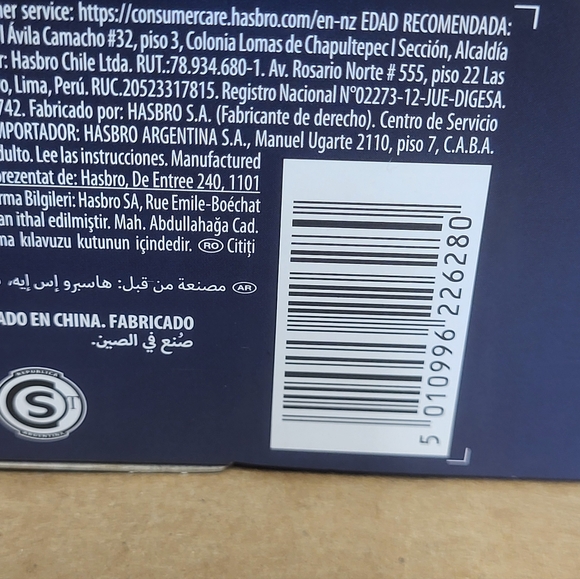 er service: https://consumercare.hasbro.com/en-nz EDAD RECOMENDADA:
Ávila Camacho #32, piso 3, Colonia Lomas de Chapultepec I Sección, Alcaldía
r: Hasbro Chile Ltda. RUT.:78.934.680-1. Av. Rosario Norte # 555, piso 22 Las
o, Lima, Perú. RUC.20523317815. Registro Nacional N°02273-12-JUE-DIGESA.
742. Fabricado por: HASBRO S.A. (Fabricante de derecho). Centro de Servicio
MPORTADOR: HASBRO ARGENTINA S.A., Manuel Ugarte 2110, piso 7, C.A.B.A.
dulto. Lee las instrucciones. Manufactured
prezentat de: Hasbro, De Entree 240, 1101
rma Bilgileri: Hasbro SA, Rue Emile-Boéchat
an ithal edilmiştir. Mah. Abdullahağa Cad.
na kılavuzu kutunun içindedir. RO Citiți
AR مصنعة من قبل: هاسبرو إس إيه،
ADO EN CHINA. FABRICADO
صُنع في الصين.
REPUBLICA
S
T
ARGENTINA
5 010996 226280